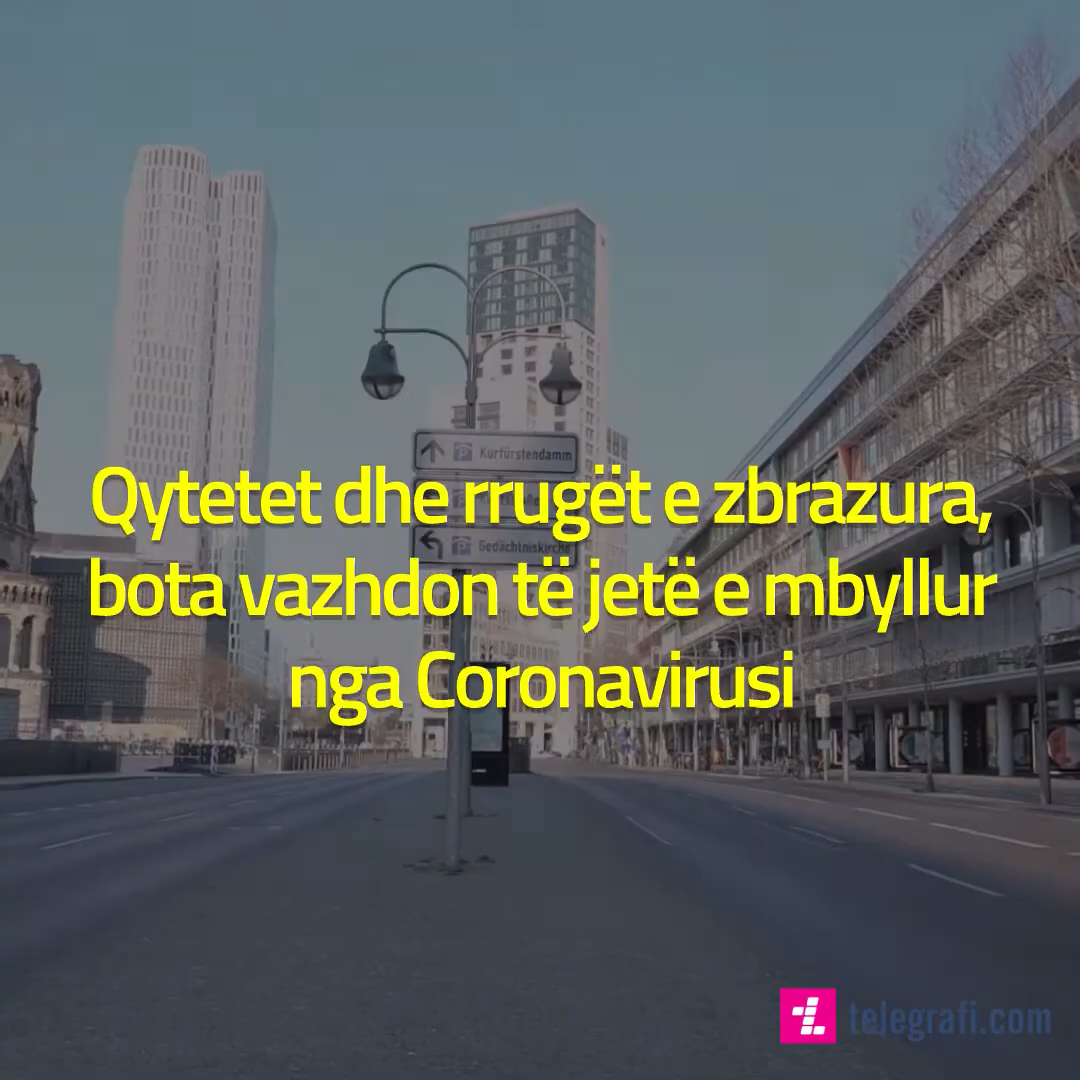 Kurfürstendamm
Qytetet dhe rrugët e zbrazura,
Gedächtniskirche
bota vazhdon të jetë e mbyllur
nga Coronavirusi
telegrafi.com